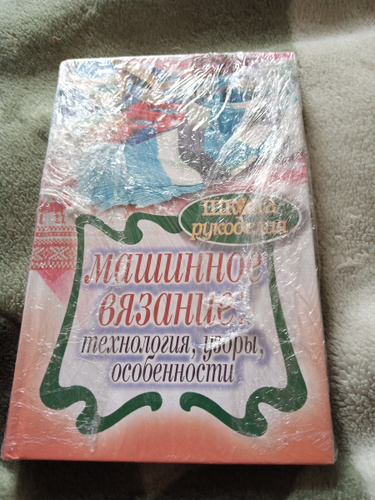 Школа
рукоделия
машинное
вязание:
технология, узоры,
особенности